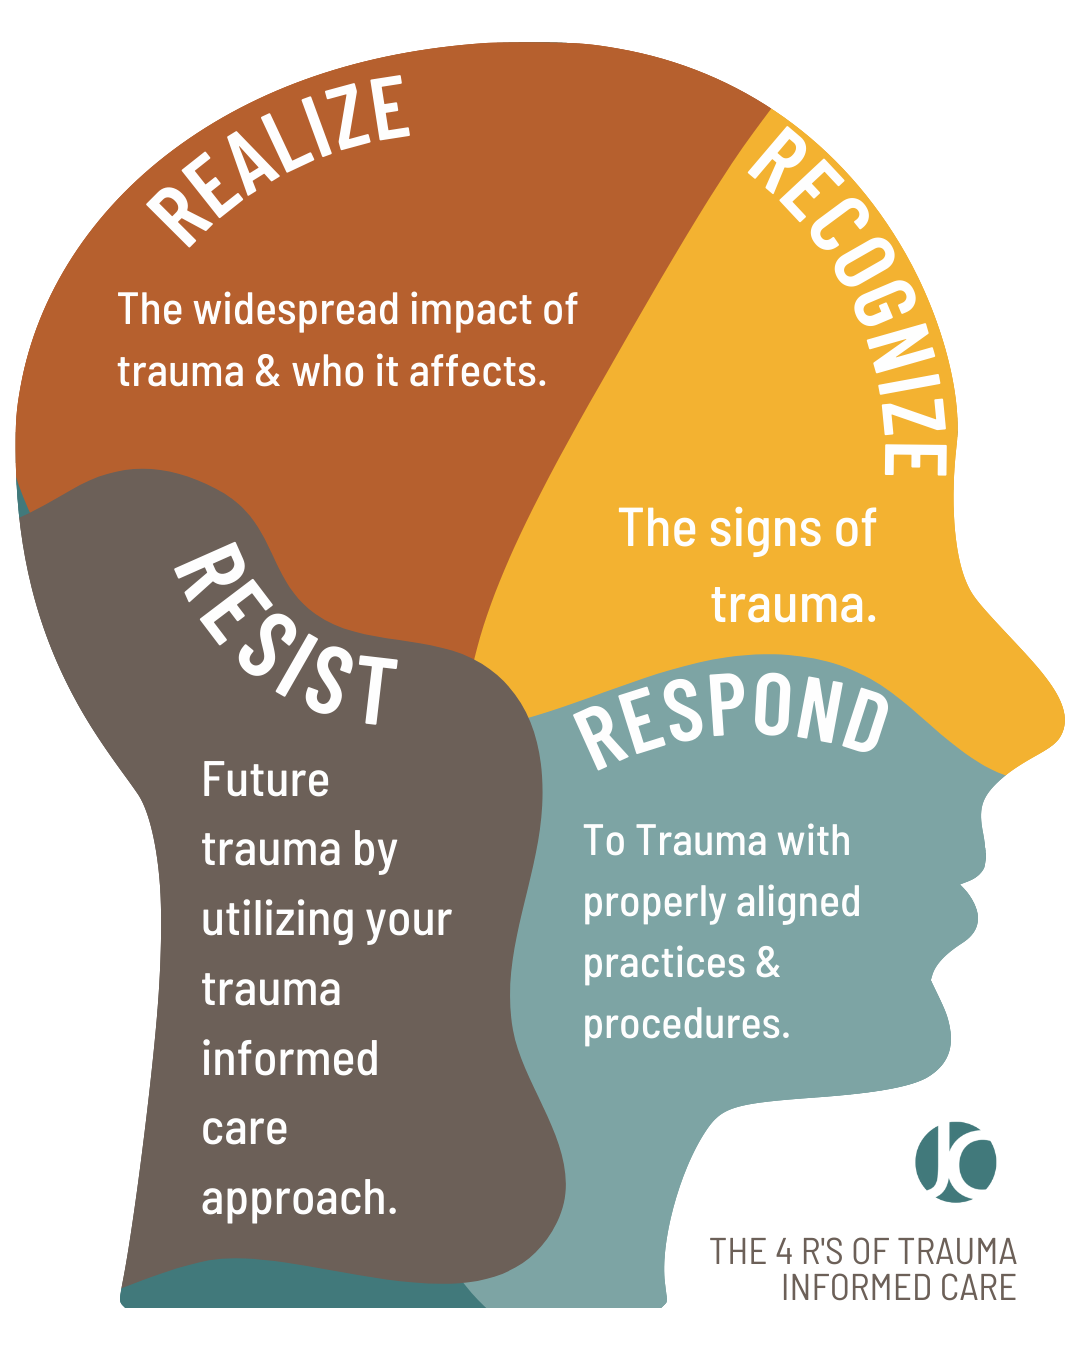 REALIZE
The widespread impact of
trauma & who it affects.
RECOGNIZE
The signs of
trauma.
RESIST
Future
trauma by
utilizing your
trauma
informed
care
approach.
RESPOND
To Trauma with
properly aligned
practices &
procedures.
JC
THE 4 R'S OF TRAUMA
INFORMED CARE